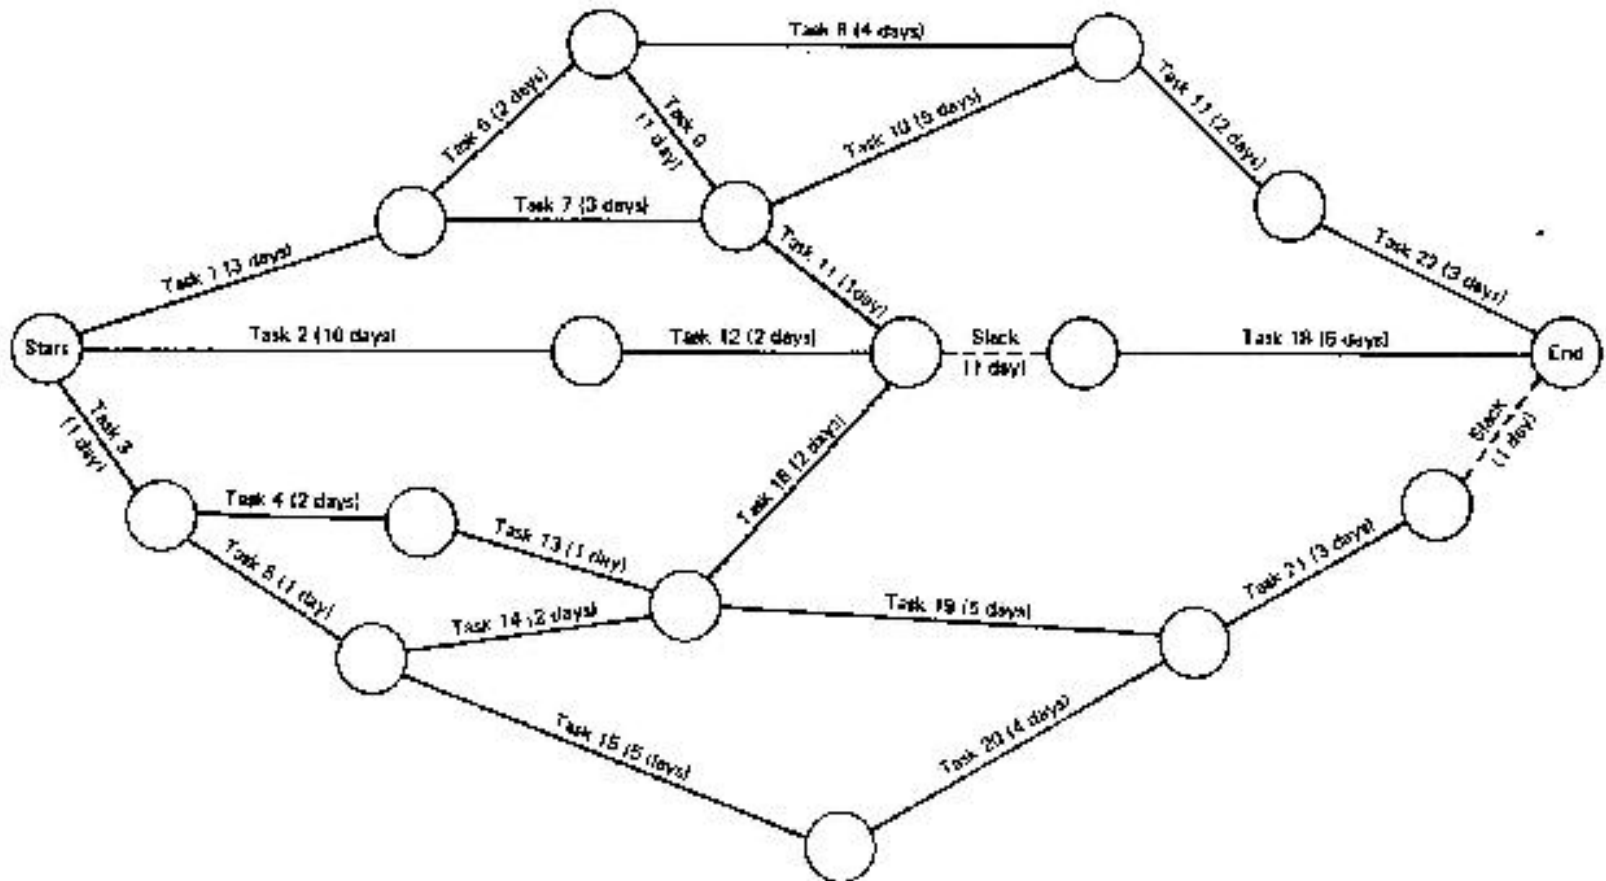 Task 8 (4 days)
Task 6 (2 days)
Task 9
(1 day)
Task 10 (5 days)
Task 17 (2 days)
Task 7 (3 days)
Task 1 (3 days)
Task 11 (1day)
Task 22 (3 days)
Start
Task 2 (10 days)
Task 12 (2 days)
Slack
(1 day)
Task 18 (5 days)
End
Task 3
(1 day)
Slack
(1 day)
Task 16 (2 days)
Task 4 (2 days)
Task 13 (1 day)
Task 5 (1 day)
Task 14 (2 days)
Task 19 (5 days)
Task 21 (3 days)
Task 15 (5 days)
Task 20 (4 days)